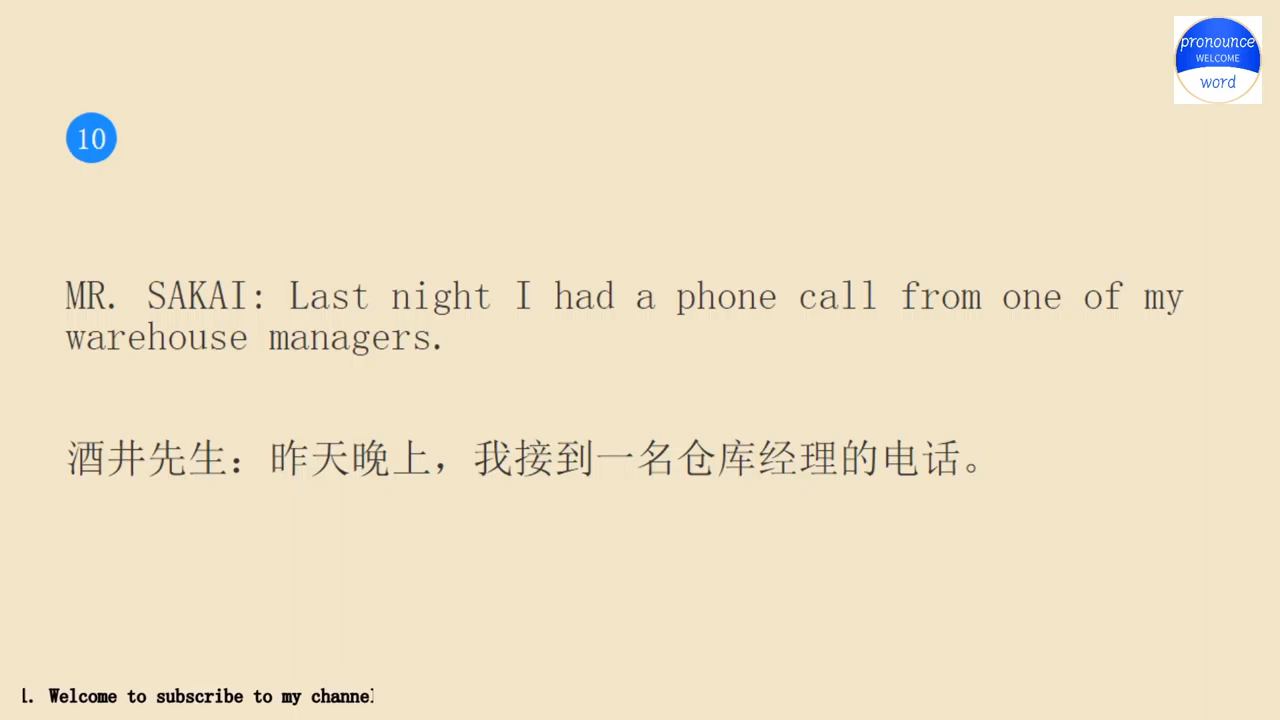 pronounce
WELCOME
word
10
MR. SAKAI: Last night I had a phone call from one of my
warehouse managers.
酒井先生：昨天晚上，我接到一名仓库经理的电话。
l. Welcome to subscribe to my channel